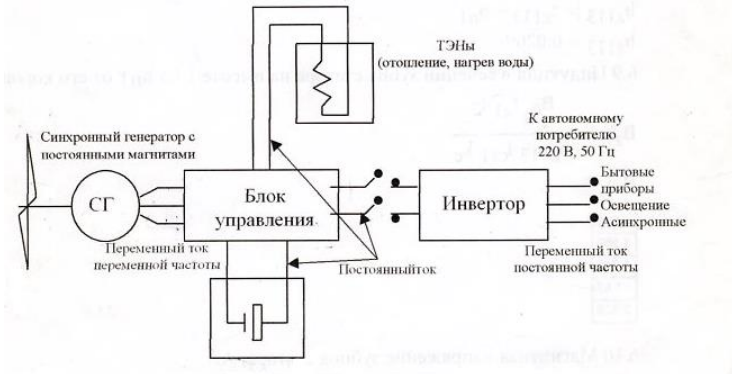 ТЭНы
(отопление, нагрев воды)
К автономному
потребителю
220 В, 50 Гц
Синхронный генератор с
постоянными магнитами
СГ
Блок
управления
Инвертор
Бытовые
приборы
Освещение
Асинхронные
Переменный ток
переменной частоты
Постоянныйток
Переменный ток
постоянной частоты